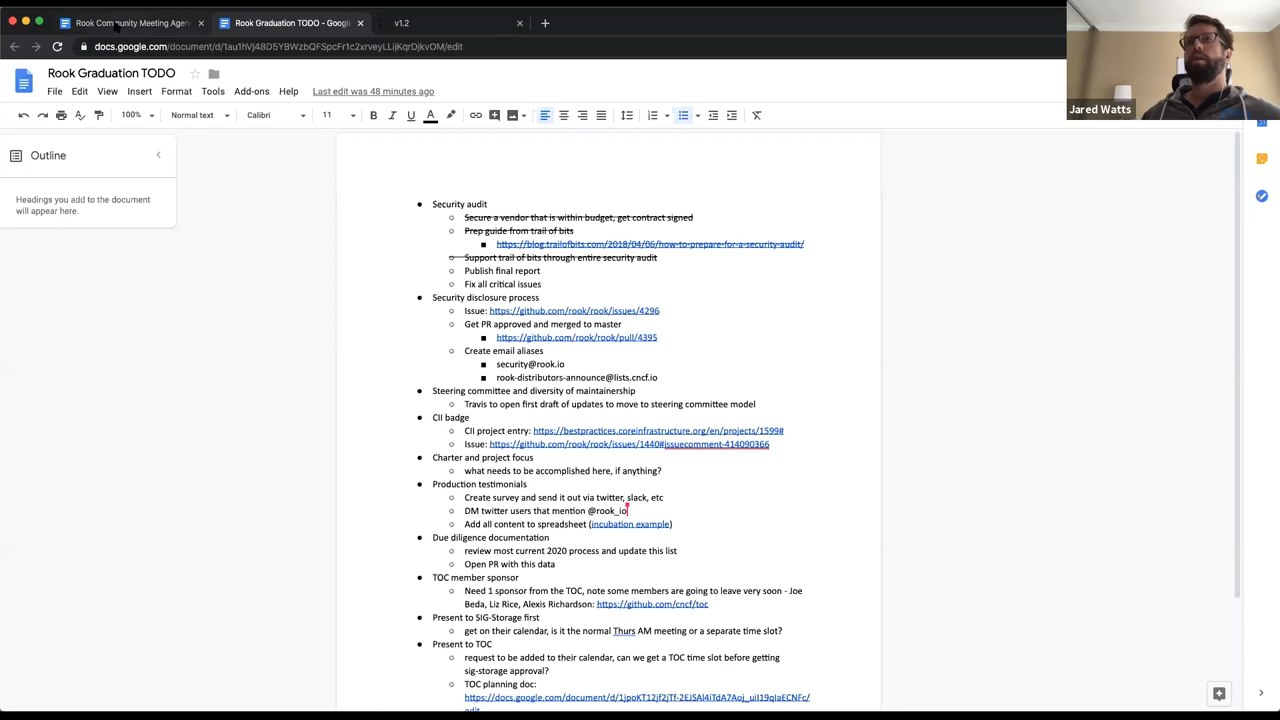 Rook Community Meeting Agen
Rook Graduation TODO - Google
v1.2
docs.google.com/document/d/1au1hVj48D5YBWzbQFSpcFr1c2xrveyLLijKqrDjkvOM/edit
Rook Graduation TODO
File Edit View Insert Format Tools Add-ons Help Last edit was 48 minutes ago
100% Normal text Calibri 11 B I U A
Jared Watts
Outline
Headings you add to the document
will appear here.
Security audit
Secure a vendor that is within budget, get contract signed
Prep guide from trail of bits
https://blog.trailofbits.com/2018/04/06/how-to-prepare-for-a-security-audit/
Support trail of bits through entire security audit
Publish final report
Fix all critical issues
Security disclosure process
Issue: https://github.com/rook/rook/issues/4296
Get PR approved and merged to master
https://github.com/rook/rook/pull/4395
Create email aliases
security@rook.io
rook-distributors-announce@lists.cncf.io
Steering committee and diversity of maintainership
Travis to open first draft of updates to move to steering committee model
CII badge
CII project entry: https://bestpractices.coreinfrastructure.org/en/projects/1599#
Issue: https://github.com/rook/rook/issues/1440#issuecomment-414090366
Charter and project focus
what needs to be accomplished here, if anything?
Production testimonials
Create survey and send it out via twitter, slack, etc
DM twitter users that mention @rook_io
Add all content to spreadsheet (incubation example)
Due diligence documentation
review most current 2020 process and update this list
Open PR with this data
TOC member sponsor
Need 1 sponsor from the TOC, note some members are going to leave very soon - Joe
Beda, Liz Rice, Alexis Richardson: https://github.com/cncf/toc
Present to SIG-Storage first
get on their calendar, is it the normal Thurs AM meeting or a separate time slot?
Present to TOC
request to be added to their calendar, can we get a TOC time slot before getting
sig-storage approval?
TOC planning doc:
https://docs.google.com/document/d/1jpoKT12jf2jTf-2EJSAl4iTdA7Aoj_uiI19qIaECNFc/
edit